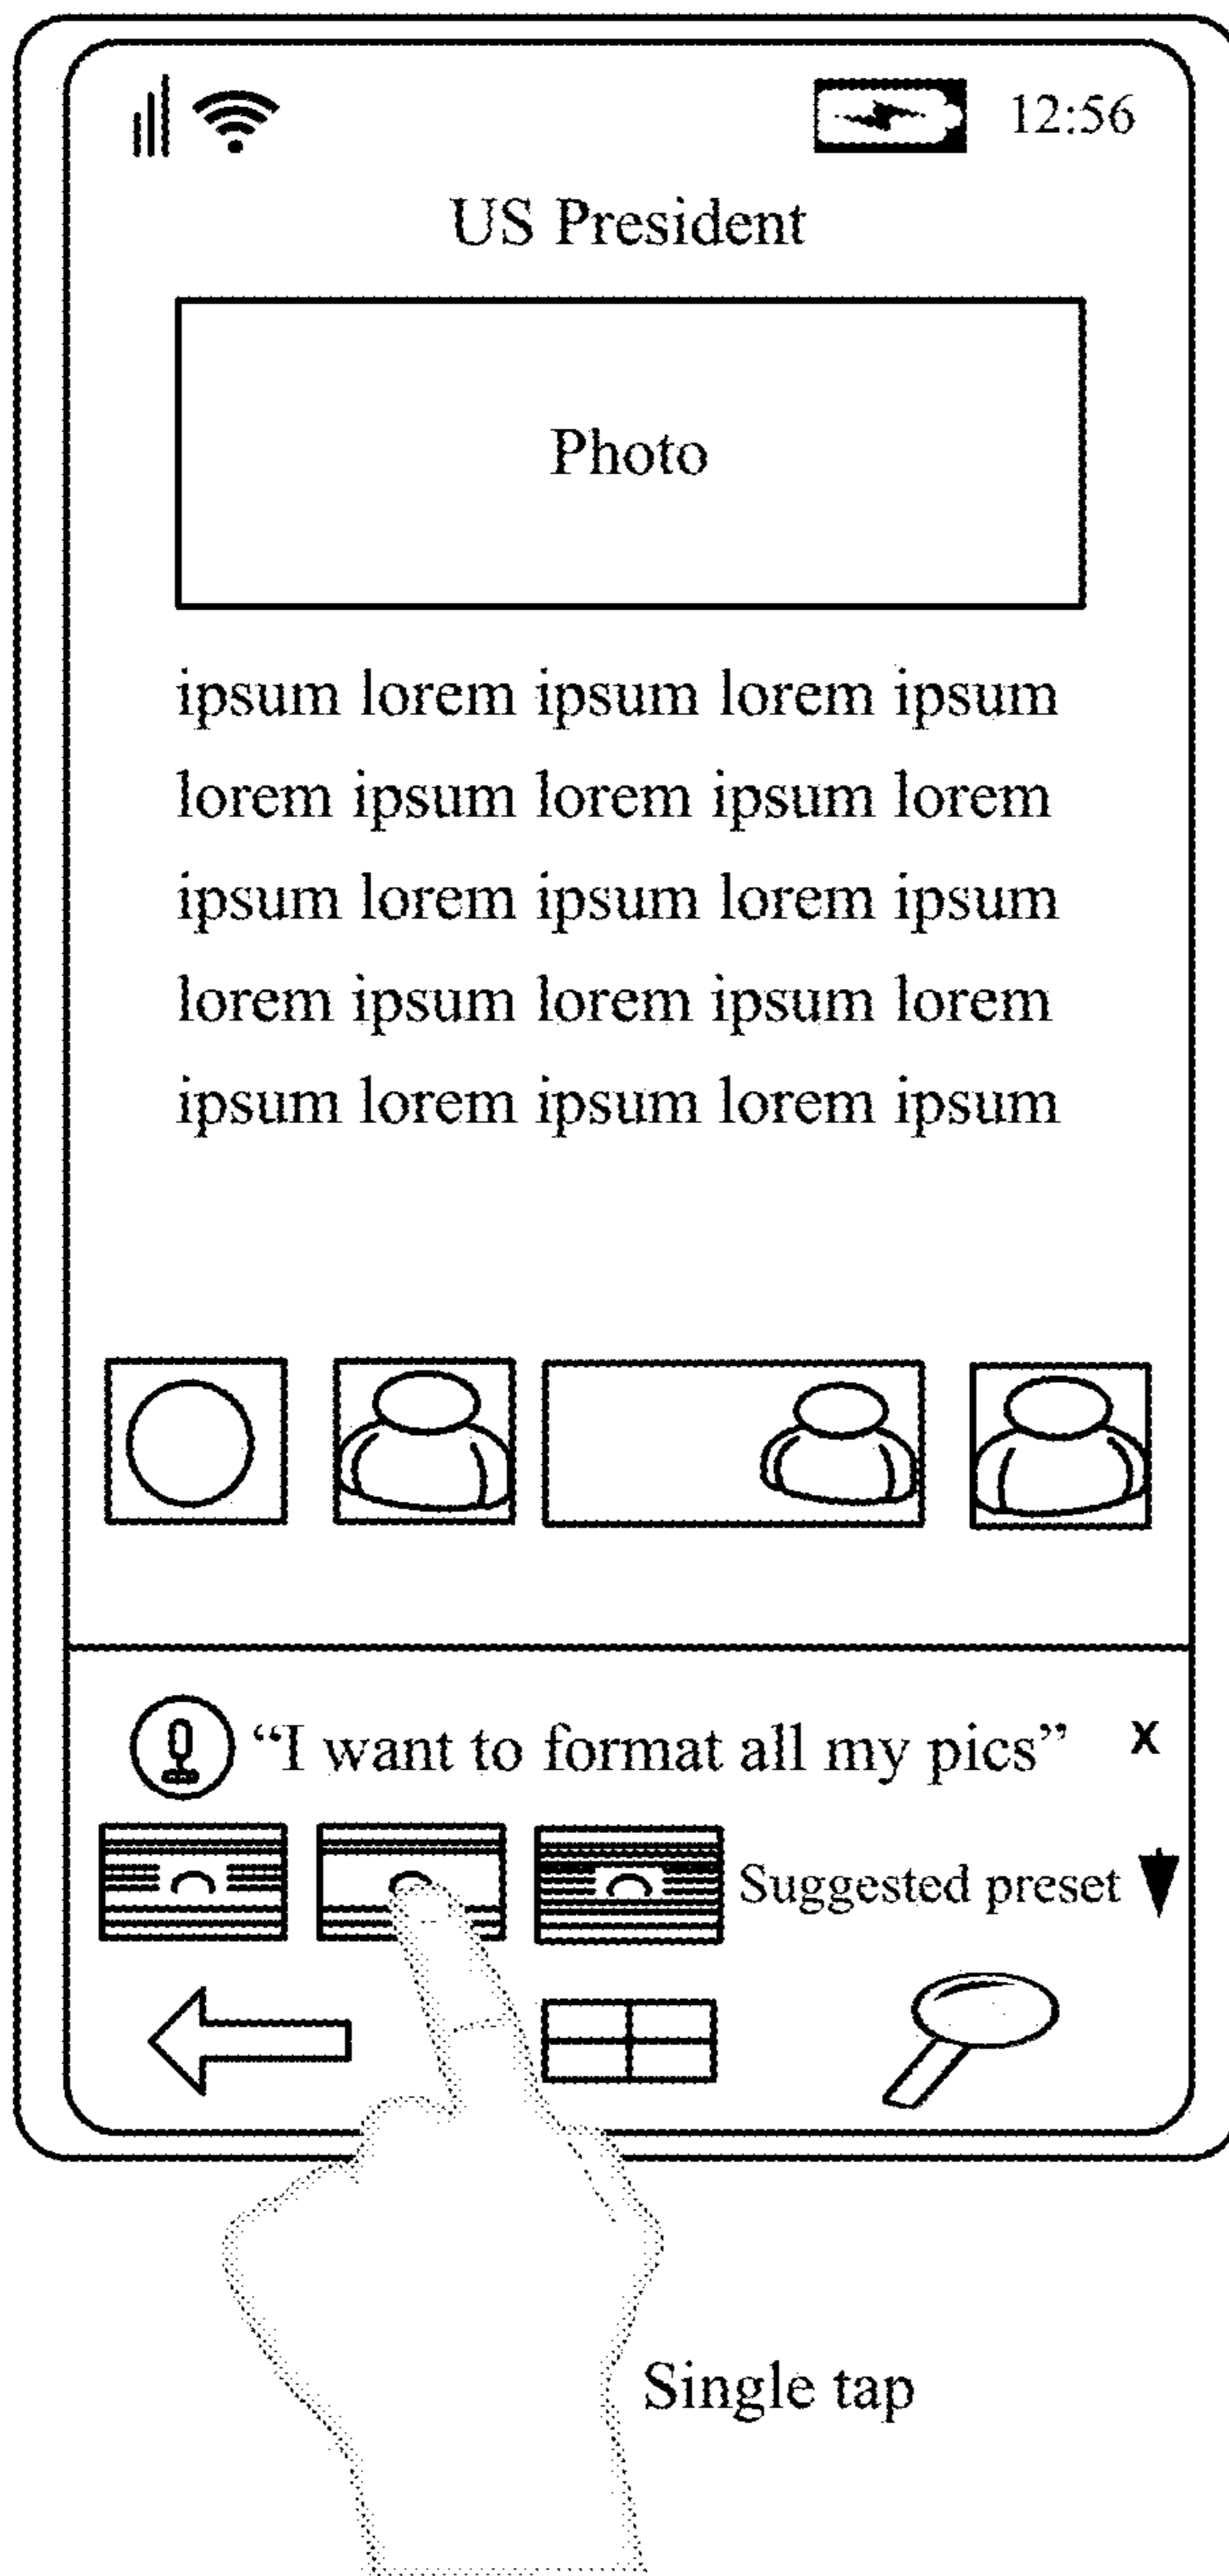 12:56
US President
Photo
ipsum lorem ipsum lorem ipsum
lorem ipsum lorem ipsum lorem
ipsum lorem ipsum lorem ipsum
lorem ipsum lorem ipsum lorem
ipsum lorem ipsum lorem ipsum
“I want to format all my pics” X
Suggested preset
Single tap